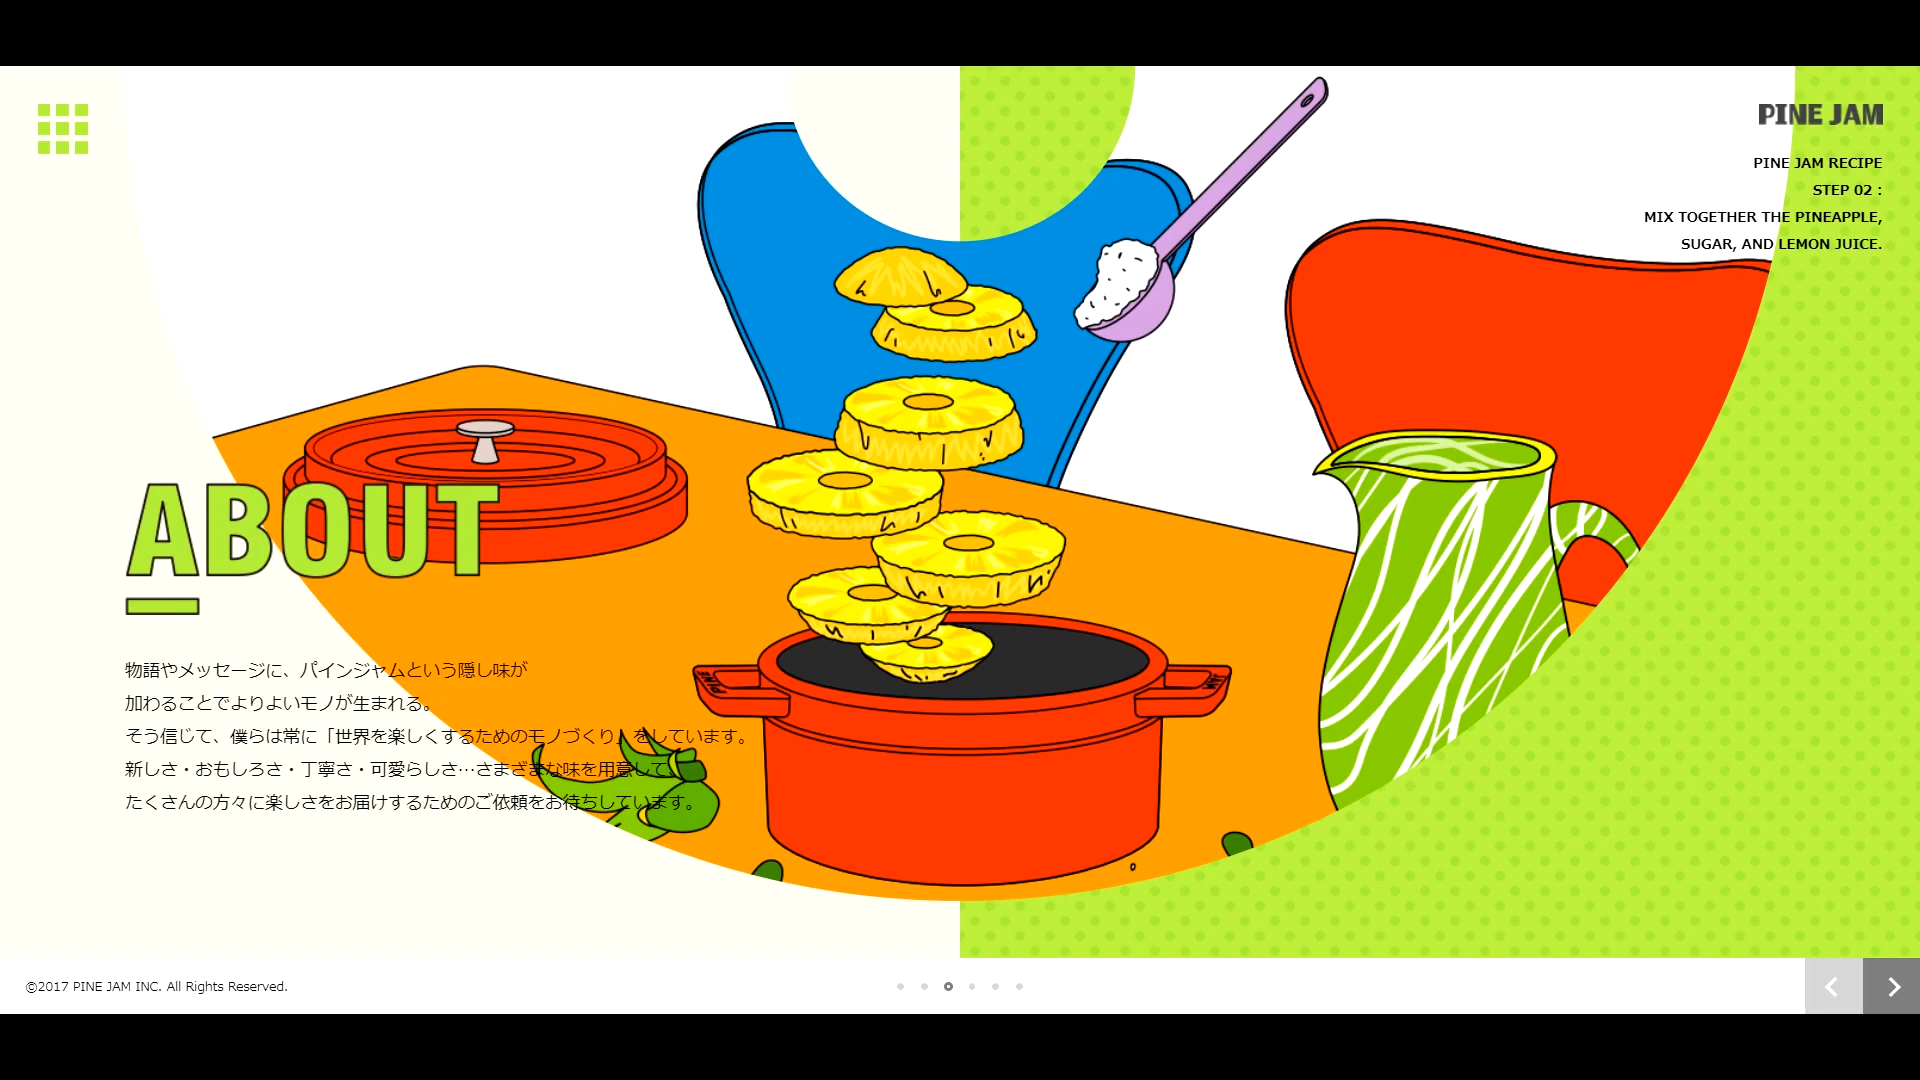 PINE JAM
PINE JAM RECIPE
STEP 02 :
MIX TOGETHER THE PINEAPPLE,
SUGAR, AND LEMON JUICE.
ABOUT
物語やメッセージに、パインジャムという隠し味が
加わることでよりよいモノが生まれる。
そう信じて、僕らは常に「世界を楽しくするためのモノづくり」をしています。
新しさ・おもしろさ・丁寧さ・可愛らしさ…さまざまな味を用意して、
たくさんの方々に楽しさをお届けするためのご依頼をお待ちしています。
PINE
JAM
©2017 PINE JAM INC. All Rights Reserved.